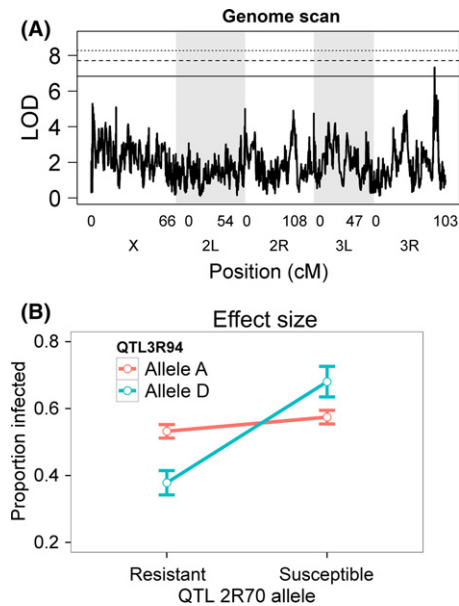 (A)
Genome scan
LOD
8
6
4
2
0
0 66 0 54 0 108 0 47 0 103
X 2L 2R 3L 3R
Position (cM)
(B)
Effect size
Proportion infected
0.8
0.6
0.4
0.2
QTL3R94
Allele A
Allele D
Resistant Susceptible
QTL 2R70 allele